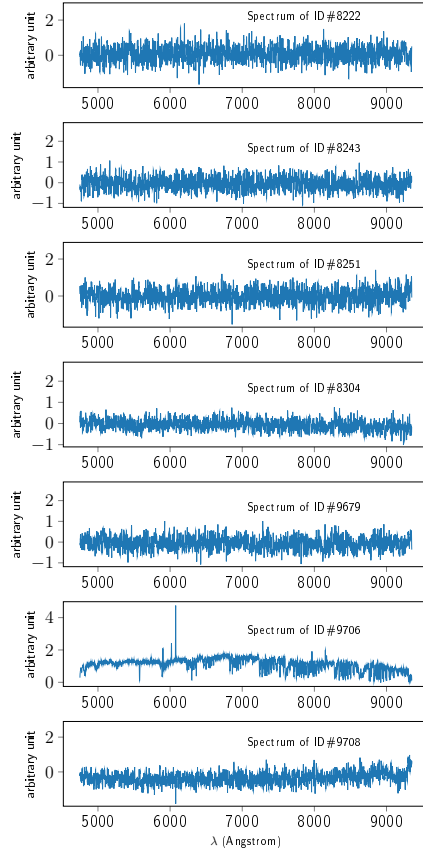 arbitrary unit
2
0
Spectrum of ID#8222
5000 6000 7000 8000 9000
arbitrary unit
2
1
0
−1
Spectrum of ID#8243
5000 6000 7000 8000 9000
arbitrary unit
2
0
Spectrum of ID#8251
5000 6000 7000 8000 9000
arbitrary unit
2
1
0
−1
Spectrum of ID#8304
5000 6000 7000 8000 9000
arbitrary unit
2
1
0
−1
Spectrum of ID#9679
5000 6000 7000 8000 9000
arbitrary unit
4
2
0
Spectrum of ID#9706
5000 6000 7000 8000 9000
arbitrary unit
0
Spectrum of ID#9708
5000 6000 7000 8000 9000
λ (Angstrom)